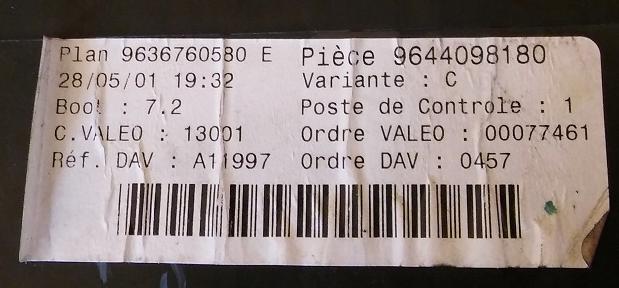 Plan 9636760580 E Pièce 9644098180
28/05/01 19:32 Variante : C
Boot : 7.2 Poste de Controle : 1
C.VALEO : 13001 Ordre VALEO : 00077461
Réf. DAV : A11997 Ordre DAV : 0457